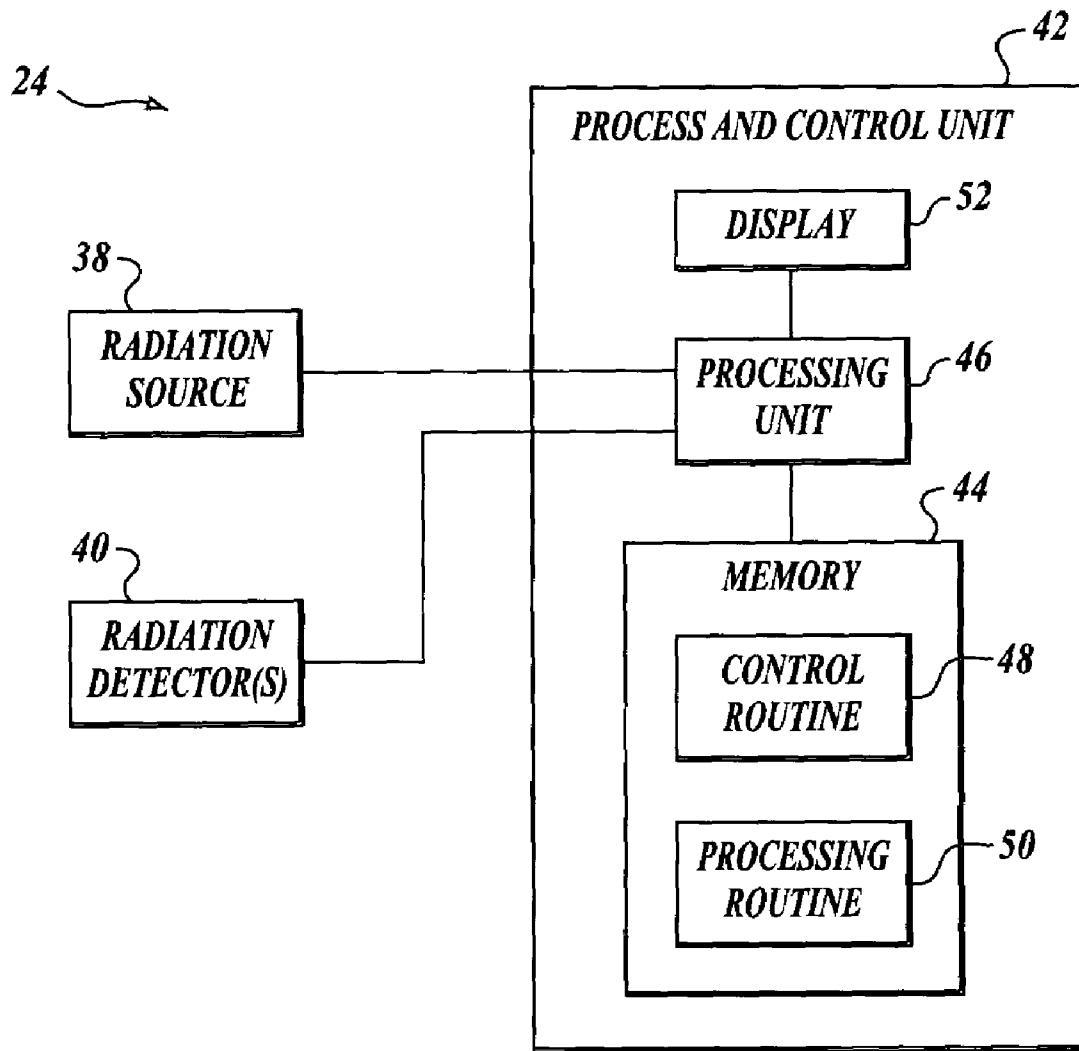 42
24
PROCESS AND CONTROL UNIT
DISPLAY
52
38
RADIATION
SOURCE
PROCESSING
UNIT
46
44
40
RADIATION
DETECTOR(S)
MEMORY
CONTROL
ROUTINE
48
PROCESSING
ROUTINE
50